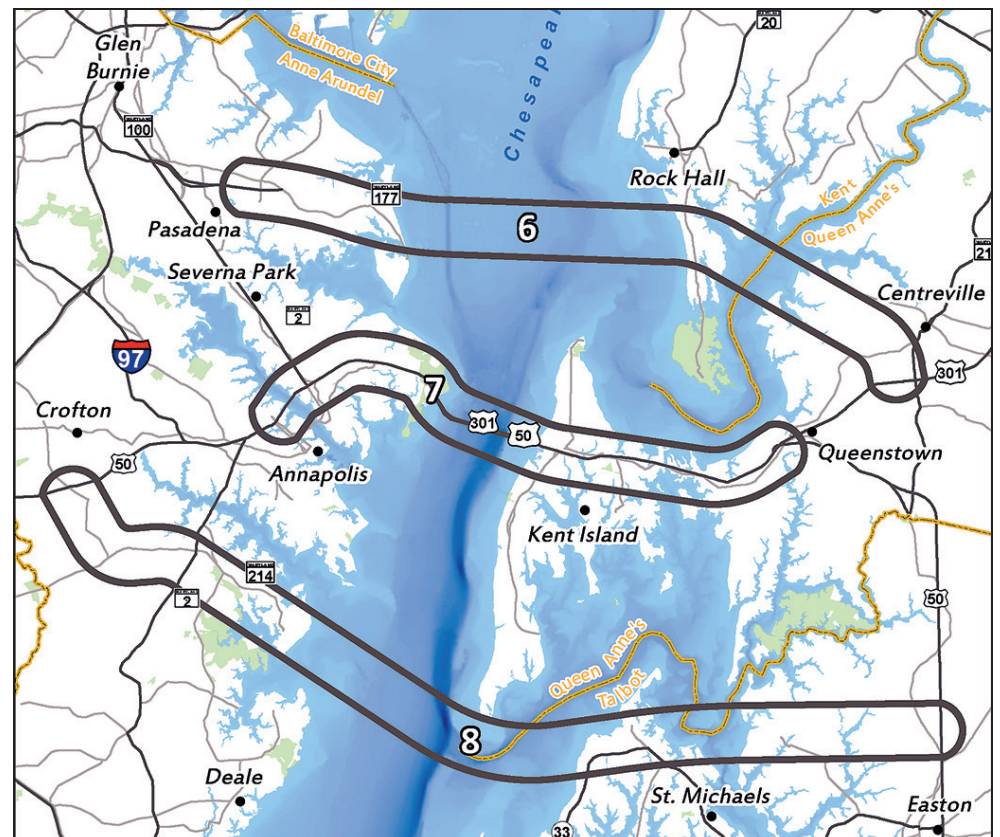 Glen
Burnie
100
Baltimore City
Anne Arundel
Chesapeak
20
Rock Hall
Kent
Queen Anne's
177
6
Pasadena
Severna Park
2
21
Centreville
301
97
7
Crofton
50
Annapolis
301
50
Queenstown
Kent Island
214
2
50
Queen Anne's
Talbot
8
Deale
St. Michaels
Easton
33